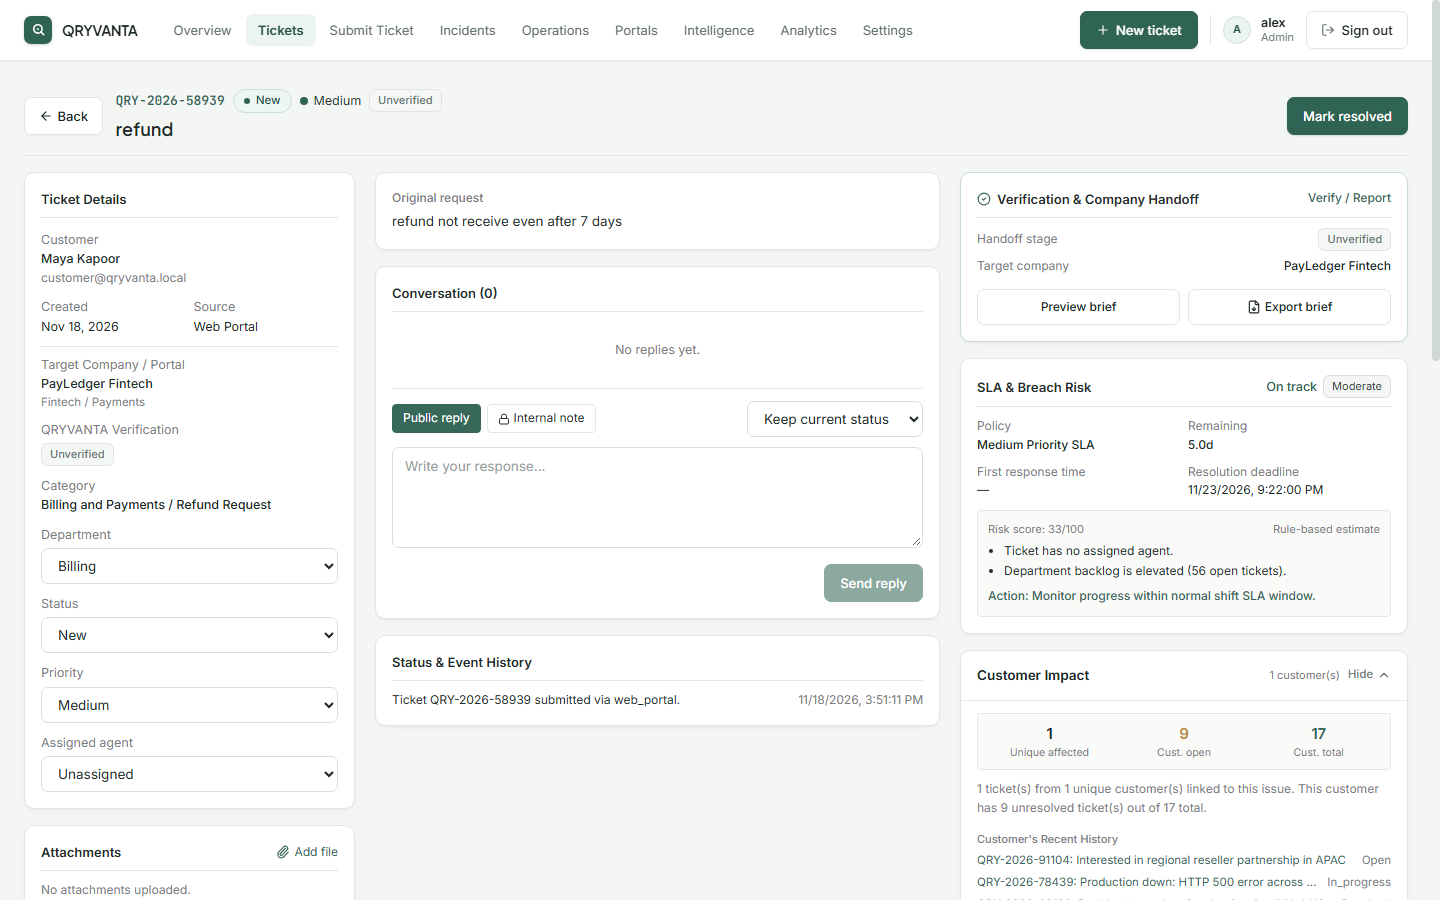 QRYVANTA
Overview
Tickets
Submit Ticket
Incidents
Operations
Portals
Intelligence
Analytics
Settings
New ticket
A
alex
Admin
Sign out
Back
QRY-2026-58939
New
Medium
Unverified
refund
Mark resolved
Ticket Details
Customer
Maya Kapoor
customer@qryvanta.local
Created
Source
Nov 18, 2026
Web Portal
Target Company / Portal
PayLedger Fintech
Fintech / Payments
QRYVANTA Verification
Unverified
Category
Billing and Payments / Refund Request
Department
Billing
Status
New
Priority
Medium
Assigned agent
Unassigned
Attachments
Add file
No attachments uploaded.
Original request
refund not receive even after 7 days
Conversation (0)
No replies yet.
Public reply
Internal note
Keep current status
Write your response...
Send reply
Status & Event History
Ticket QRY-2026-58939 submitted via web_portal.
11/18/2026, 3:51:11 PM
Verification & Company Handoff
Verify / Report
Handoff stage
Unverified
Target company
PayLedger Fintech
Preview brief
Export brief
SLA & Breach Risk
On track
Moderate
Policy
Remaining
Medium Priority SLA
5.0d
First response time
Resolution deadline
—
11/23/2026, 9:22:00 PM
Risk score: 33/100
Rule-based estimate
• Ticket has no assigned agent.
• Department backlog is elevated (56 open tickets).
Action: Monitor progress within normal shift SLA window.
Customer Impact
1 customer(s)
Hide
1
9
17
Unique affected
Cust. open
Cust. total
1 ticket(s) from 1 unique customer(s) linked to this issue. This customer
has 9 unresolved ticket(s) out of 17 total.
Customer's Recent History
QRY-2026-91104: Interested in regional reseller partnership in APAC
Open
QRY-2026-78439: Production down: HTTP 500 error across ...
In_progress